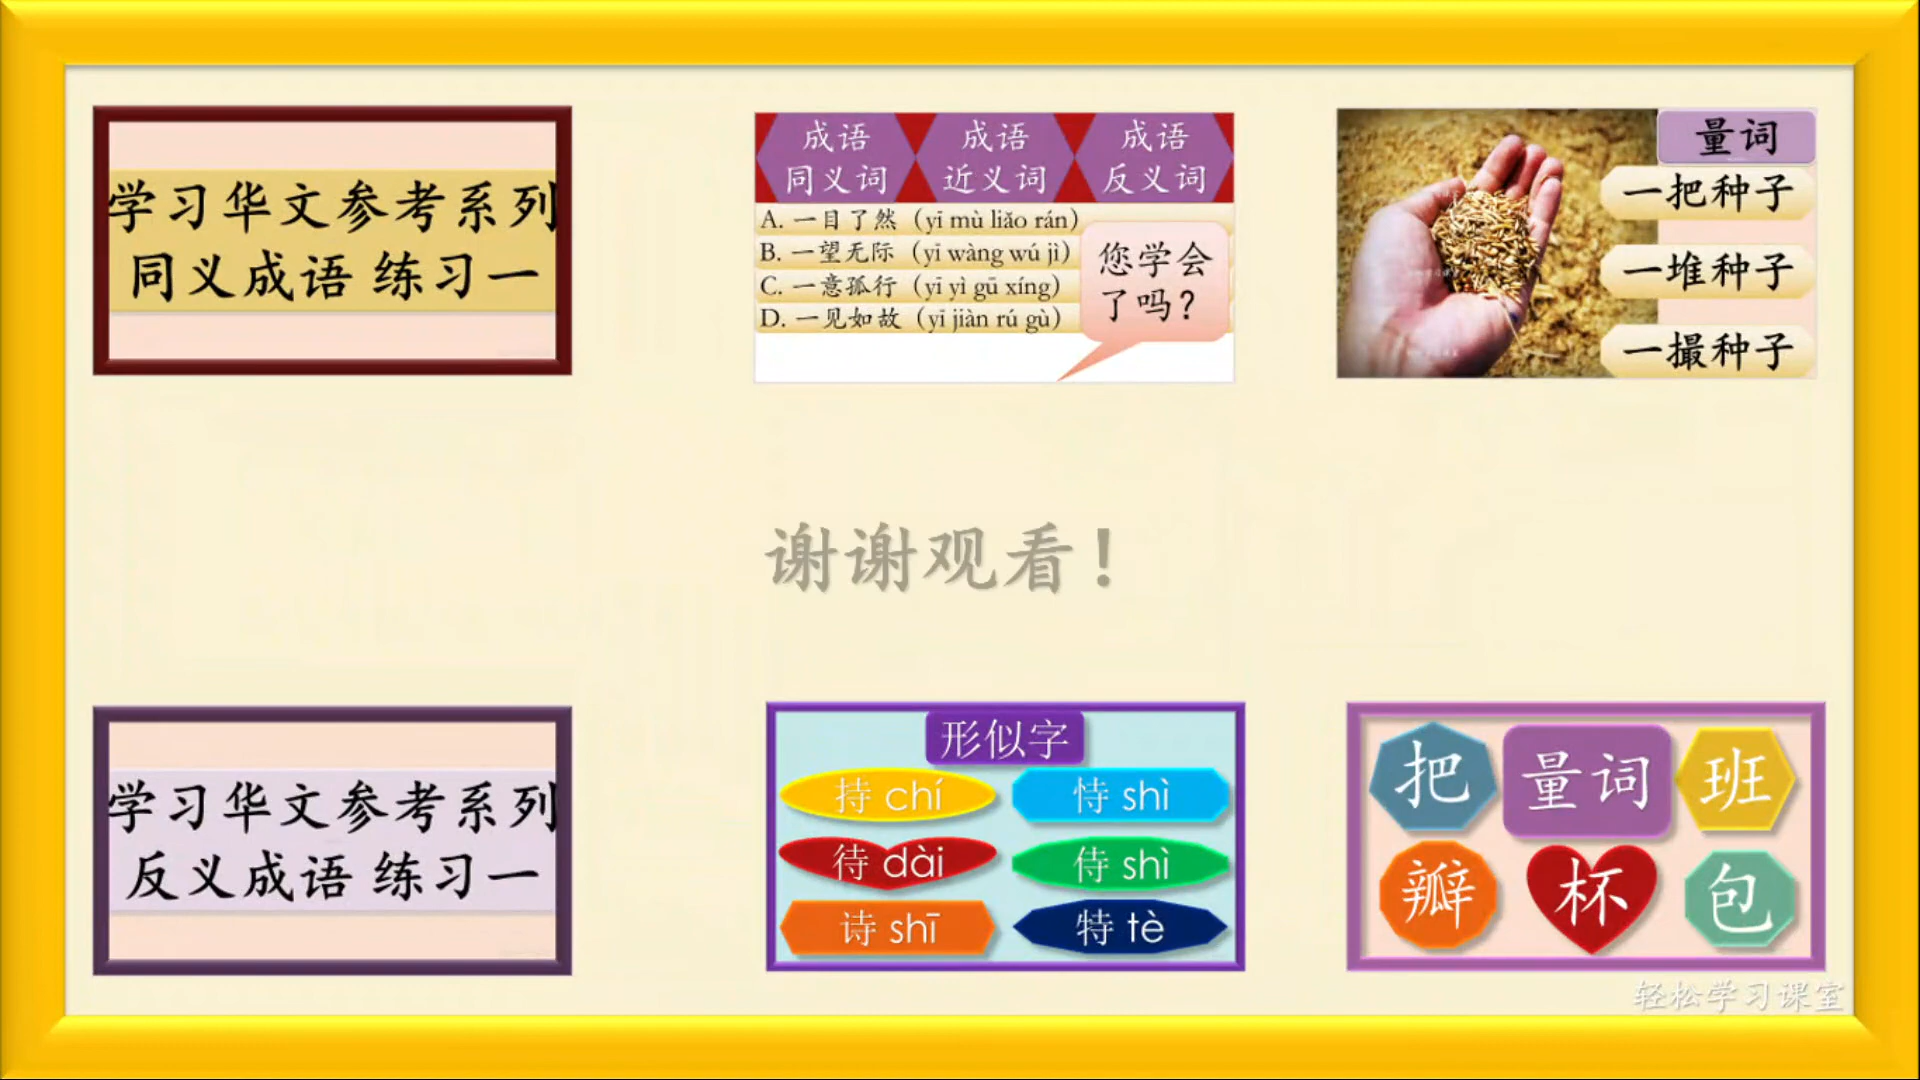 学习华文参考系列
同义成语 练习一
成语 成语 成语
同义词 近义词 反义词
A. 一目了然（yī mù liǎo rán）
B. 一望无际（yī wàng wú jì）
C. 一意孤行（yī yì gū xíng）
D. 一见如故（yī jiàn rú gù）
您学会
了吗？
量词
一把种子
一堆种子
一撮种子
谢谢观看！
学习华文参考系列
反义成语 练习一
形似字
持 chí 恃 shì
待 dài 侍 shì
诗 shī 特 tè
把 量词 班
瓣 杯 包
轻松学习课室